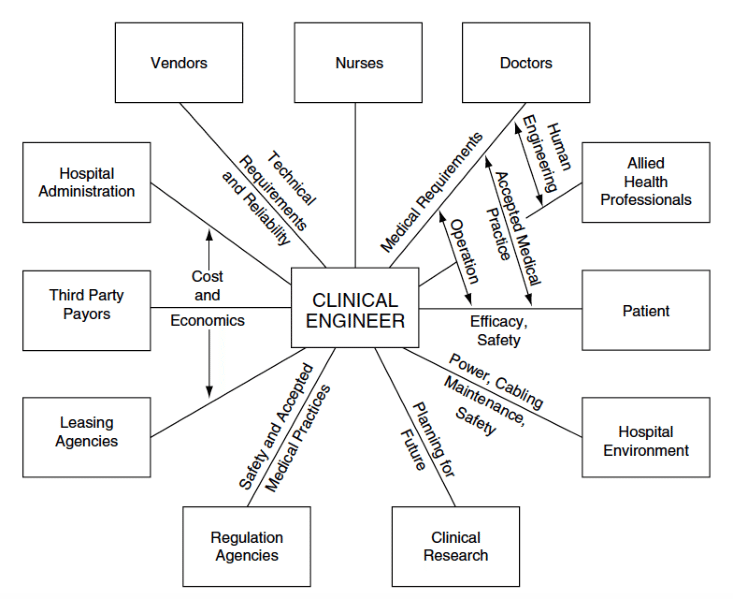 Vendors
Nurses
Doctors
Hospital
Administration
Technical
Requirements
and Reliability
Medical Requirements
Human
Engineering
Allied
Health
Professionals
Accepted Medical
Practice
Operation
Third Party
Payors
Cost
and
Economics
CLINICAL
ENGINEER
Efficacy,
Safety
Patient
Leasing
Agencies
Safety and Accepted
Medical Practices
Planning for
Future
Power, Cabling
Maintenance,
Safety
Hospital
Environment
Regulation
Agencies
Clinical
Research